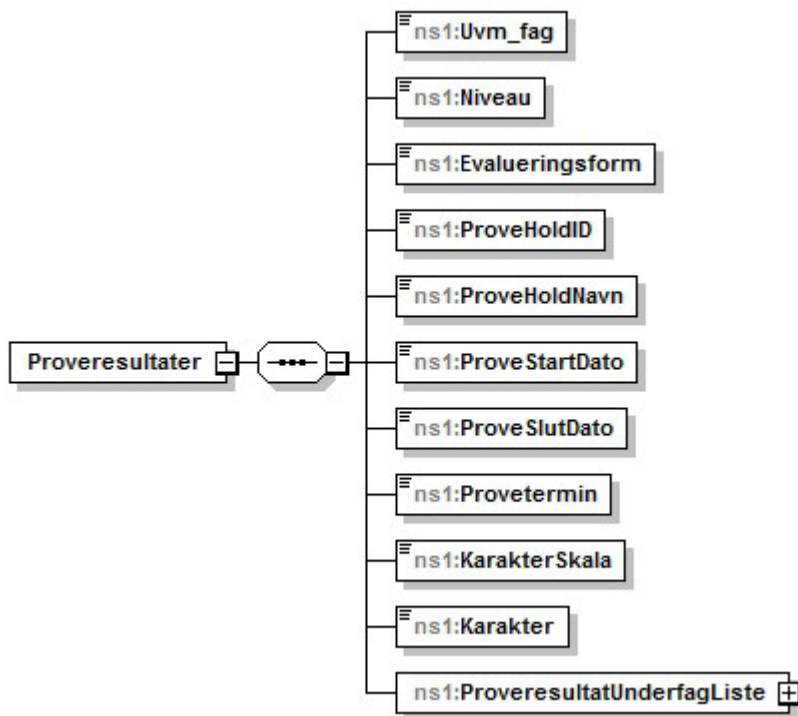 ns1:Uvm_fag
ns1:Niveau
ns1:Evalueringsform
ns1:ProveHoldID
ns1:ProveHoldNavn
Proveresultater
ns1:ProveStartDato
ns1:ProveSlutDato
ns1:Provetermin
ns1:KarakterSkala
ns1:Karakter
ns1:ProveresultatUnderfagListe